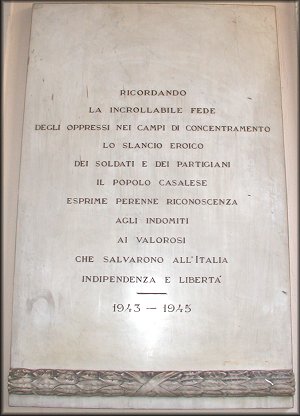 RICORDANDO
LA INCROLLABILE FEDE
DEGLI OPPRESSI NEI CAMPI DI CONCENTRAMENTO
LO SLANCIO EROICO
DEI SOLDATI E DEI PARTIGIANI
IL POPOLO CASALESE
ESPRIME PERENNE RICONOSCENZA
AGLI INDOMITI
AI VALOROSI
CHE SALVARONO ALL'ITALIA
INDIPENDENZA E LIBERTA'
1943 – 1945